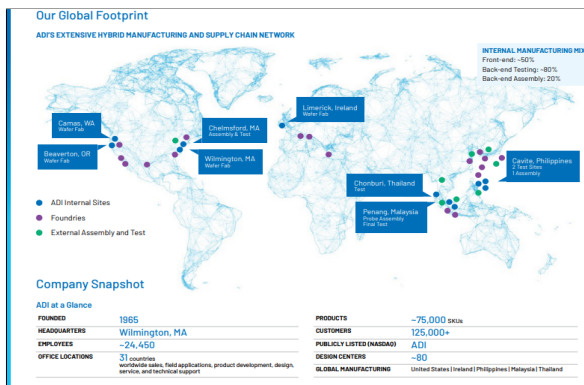 Our Global Footprint
ADI'S EXTENSIVE HYBRID MANUFACTURING AND SUPPLY CHAIN NETWORK
INTERNAL MANUFACTURING MIX
Front-end: ~50%
Back-end Testing: ~80%
Back-end Assembly: 20%
Limerick, Ireland
Wafer Fab
Camas, WA
Wafer Fab
Chelmsford, MA
Assembly & Test
Beaverton, OR
Wafer Fab
Wilmington, MA
Wafer Fab
Cavite, Philippines
2 Test Sites
1 Assembly
Chonburi, Thailand
Test
Penang, Malaysia
Probe Assembly
Final Test
ADI Internal Sites
Foundries
External Assembly and Test
Company Snapshot
ADI at a Glance
FOUNDED 1965
HEADQUARTERS Wilmington, MA
EMPLOYEES ~24,450
OFFICE LOCATIONS 31 countries
worldwide sales, field applications, product development, design,
service, and technical support
PRODUCTS ~75,000 SKUs
CUSTOMERS 125,000+
PUBLICLY LISTED (NASDAQ) ADI
DESIGN CENTERS ~80
GLOBAL MANUFACTURING United States | Ireland | Philippines | Malaysia | Thailand